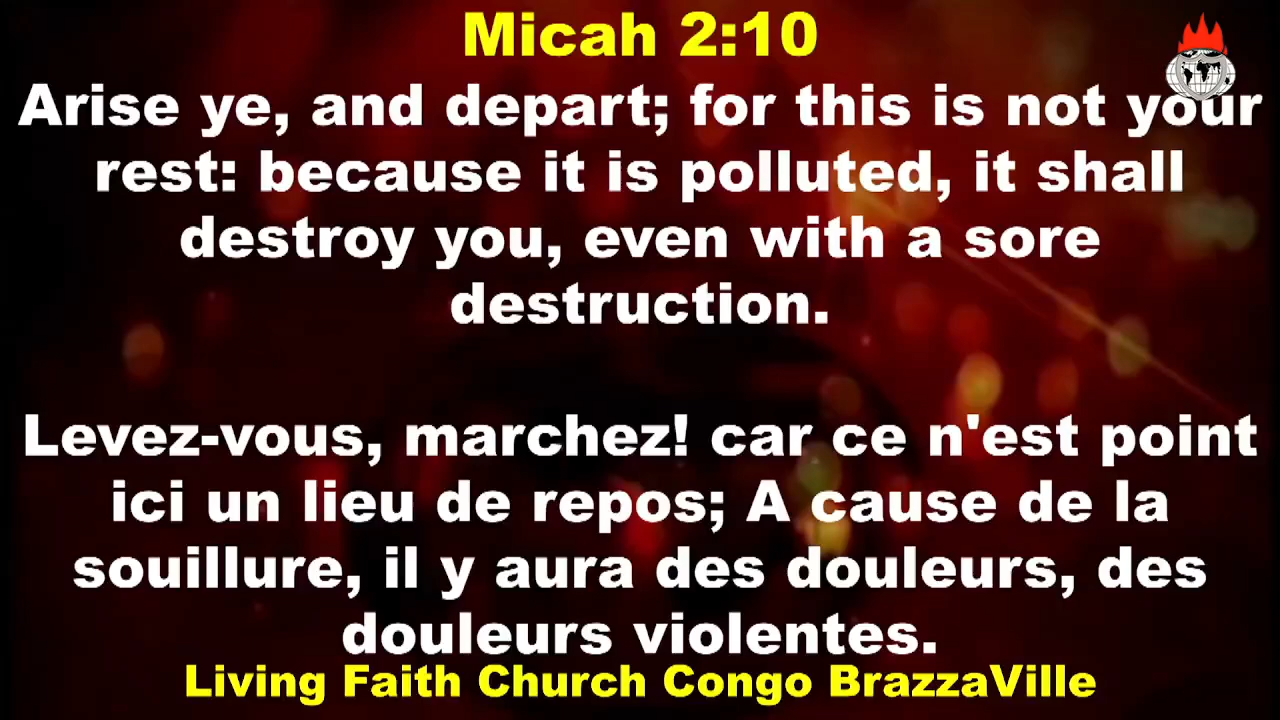 Micah 2:10
Arise ye, and depart; for this is not your
rest: because it is polluted, it shall
destroy you, even with a sore
destruction.
Levez-vous, marchez! car ce n'est point
ici un lieu de repos; A cause de la
souillure, il y aura des douleurs, des
douleurs violentes.
Living Faith Church Congo BrazzaVille